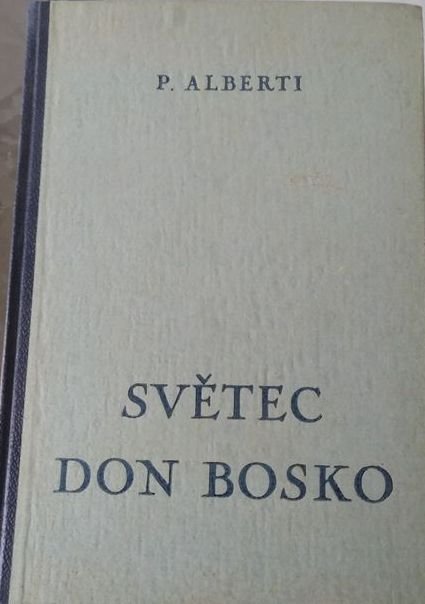 P. ALBERTI
SVĚTEC
DON BOSKO